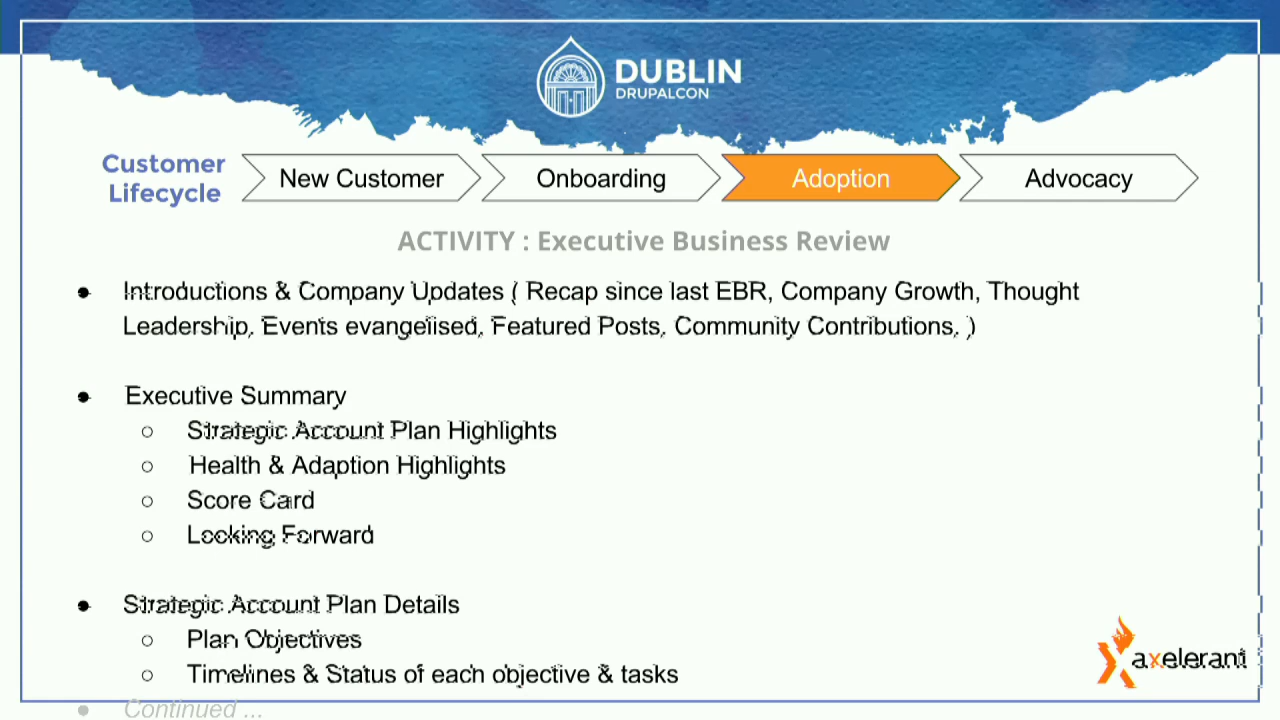 DUBLIN
DRUPALCON
Customer
Lifecycle
New Customer
Onboarding
Adoption
Advocacy
ACTIVITY : Executive Business Review
● Introductions & Company Updates ( Recap since last EBR, Company Growth, Thought
Leadership, Events evangelised, Featured Posts, Community Contributions, )
● Executive Summary
○ Strategic Account Plan Highlights
○ Health & Adaption Highlights
○ Score Card
○ Looking Forward
● Strategic Account Plan Details
○ Plan Objectives
○ Timelines & Status of each objective & tasks
● Continued ...
axelerant